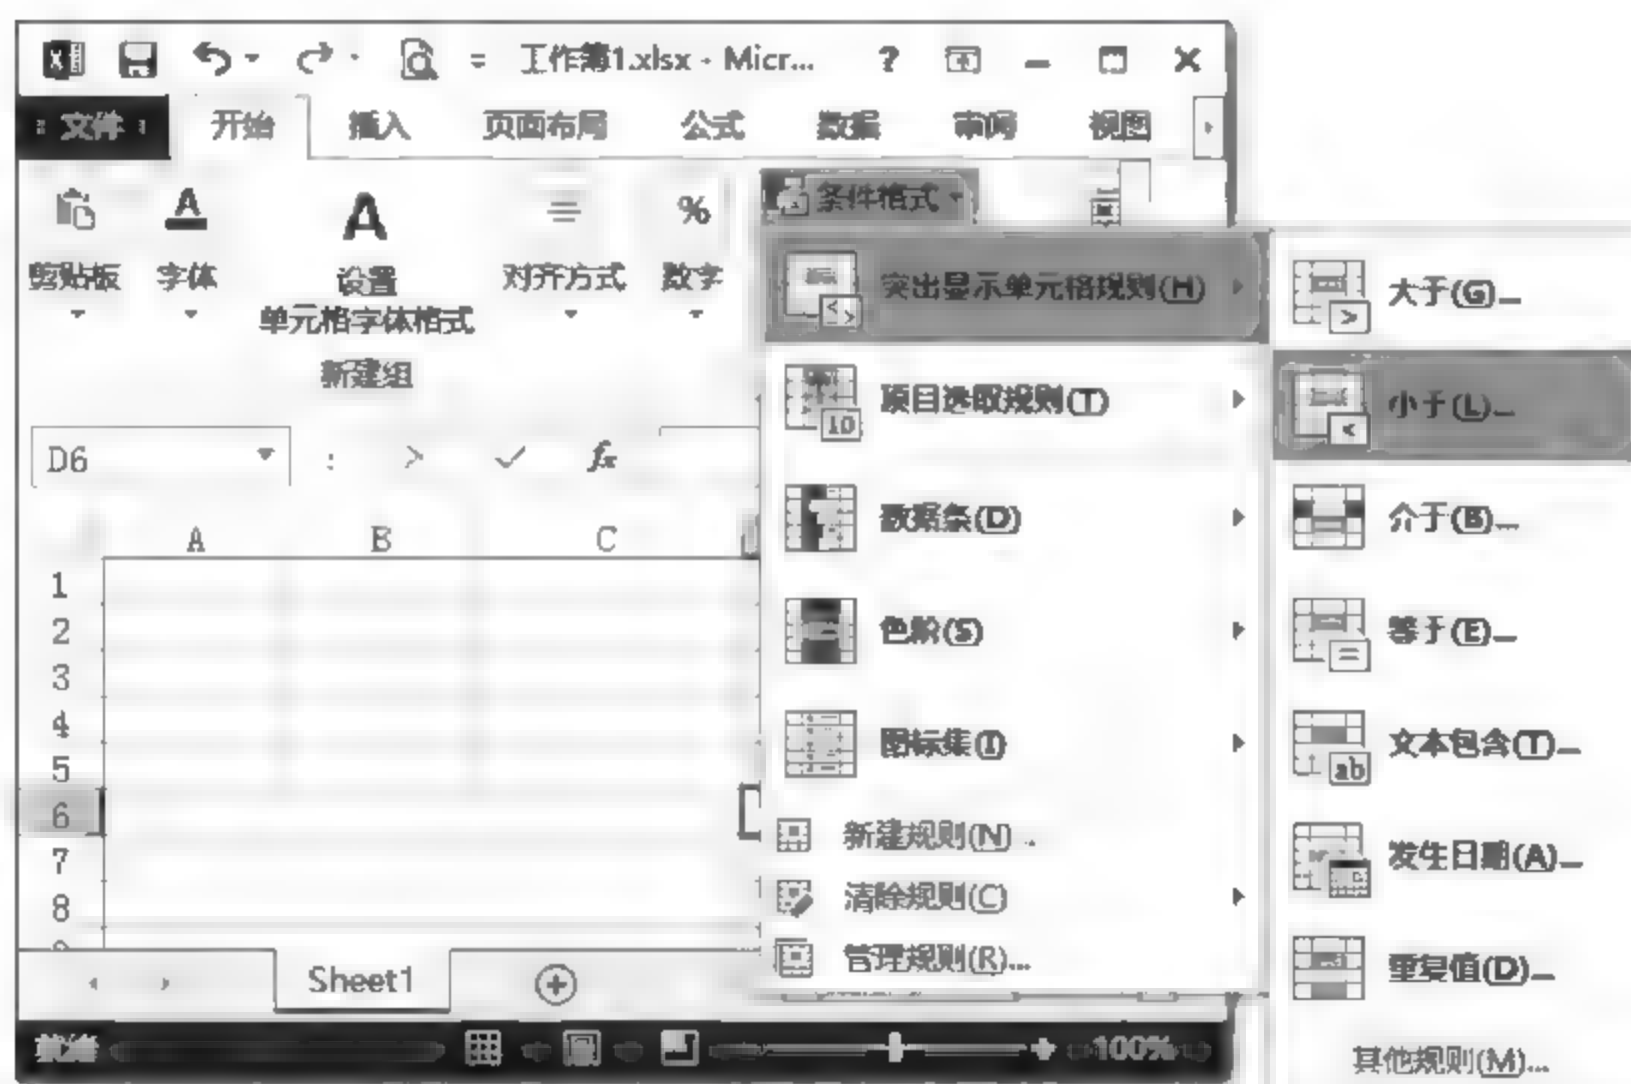 工作簿1.xlsx - Micr... ?
文件 开始 插入 页面布局 公式 数据 审阅 视图
剪贴板 字体 设置 单元格字体格式 对齐方式 数字 条件格式
新建组
突出显示单元格规则(H)
项目选取规则(T)
数据条(D)
色阶(S)
图标集(I)
新建规则(N)..
清除规则(C)
管理规则(R)...
大于(G)...
小于(L)...
介于(B)...
等于(E)...
文本包含(T)...
发生日期(A)...
重复值(D)...
其他规则(M)...
D6 fx
A B C
1
2
3
4
5
6
7
8
Sheet1
就绪 100%